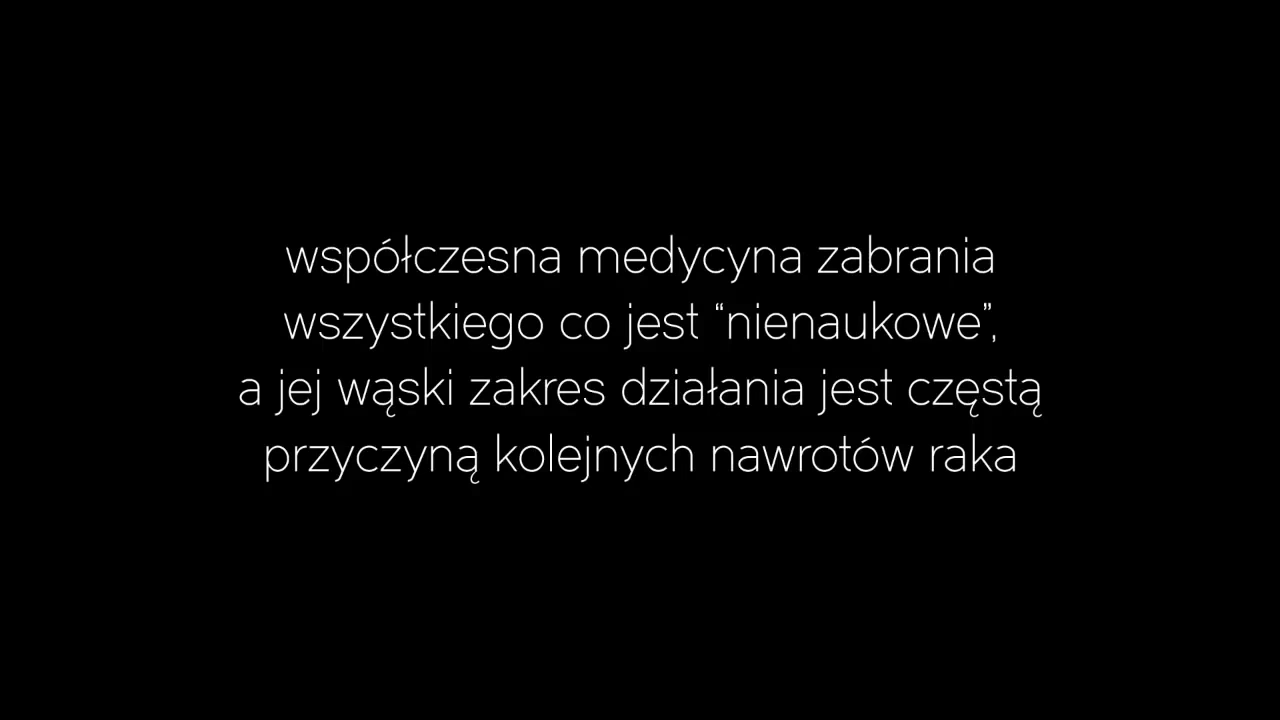 współczesna medycyna zabrania
wszystkiego co jest “nienaukowe”,
a jej wąski zakres działania jest częstą
przyczyną kolejnych nawrotów raka